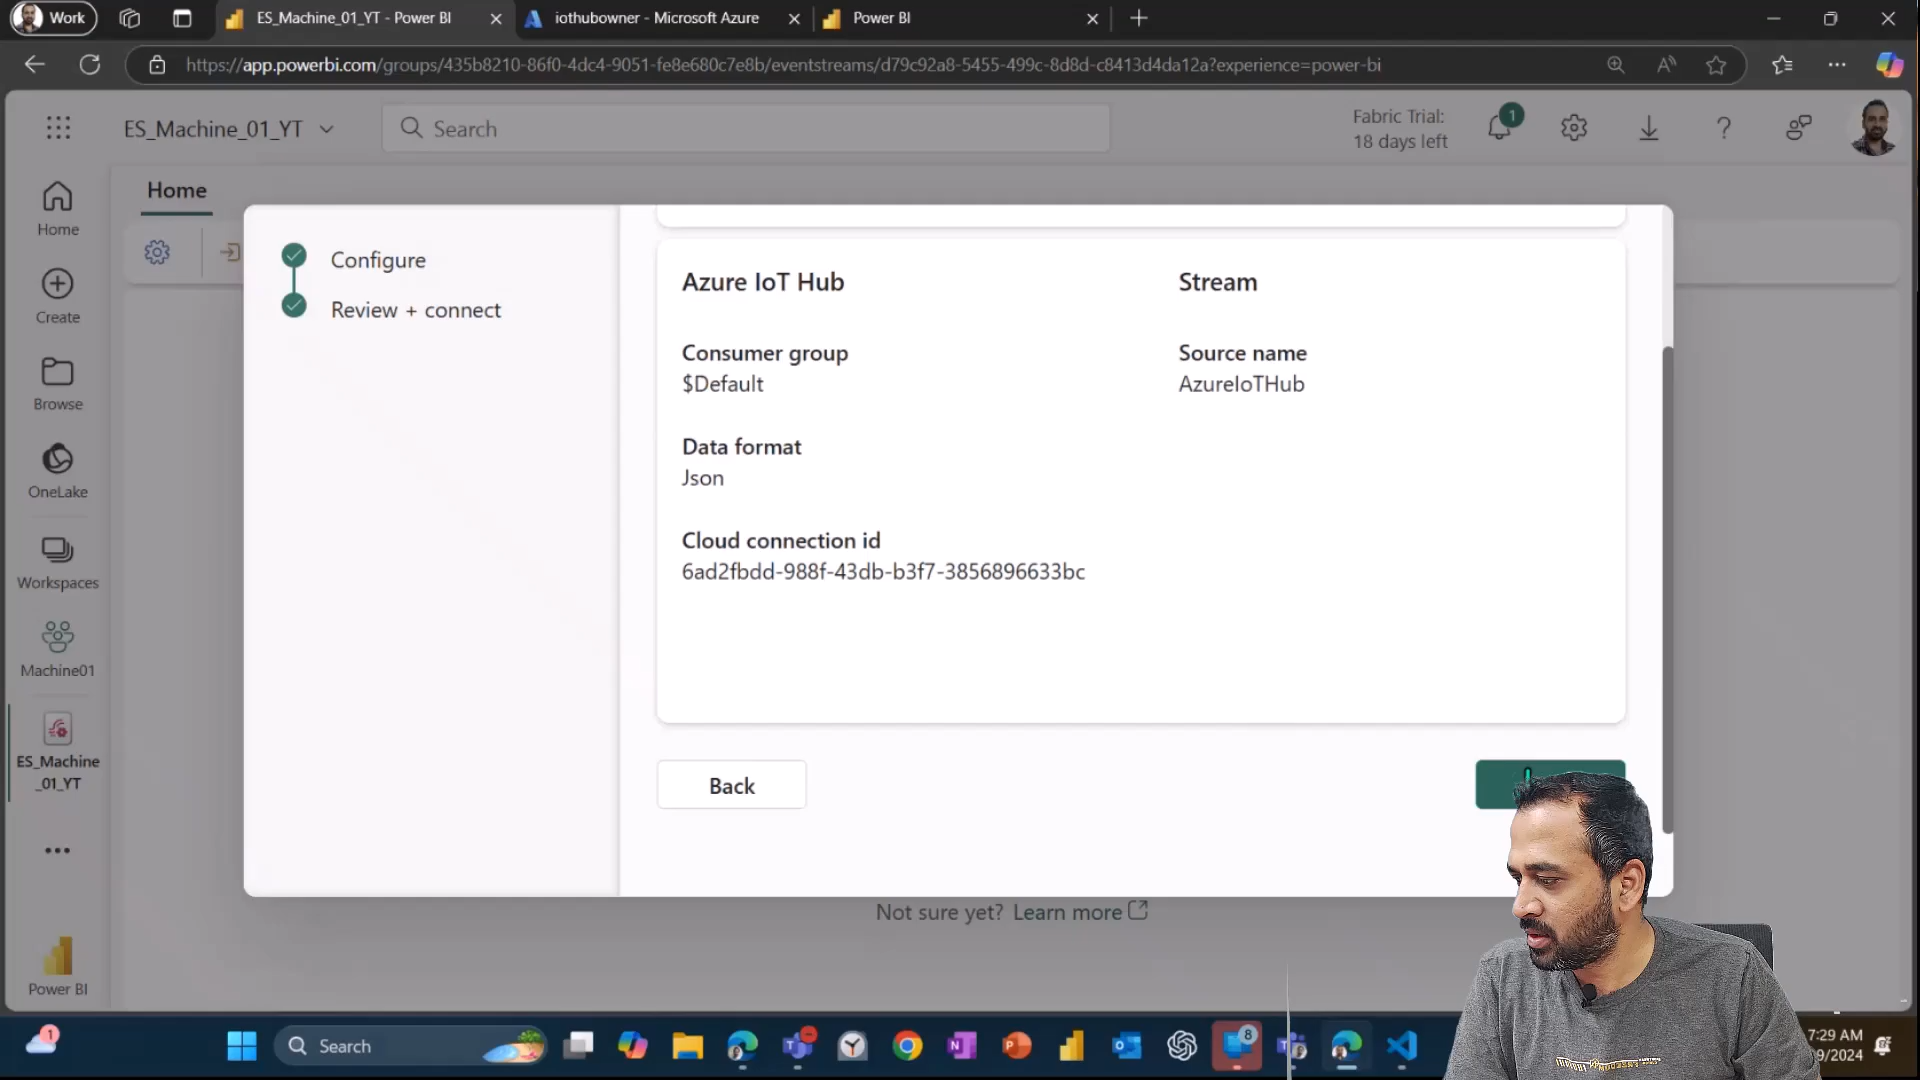 Work
ES_Machine_01_YT - Power BI
iothubowner - Microsoft Azure
Power BI
https://app.powerbi.com/groups/435b8210-86f0-4dc4-9051-fe8e680c7e8b/eventstreams/d79c92a8-5455-499c-8d8d-c8413d4da12a?experience=power-bi
ES_Machine_01_YT
Search
Fabric Trial:
18 days left
1
Home
Home
Create
Browse
OneLake
Workspaces
Machine01
ES_Machine
_01_YT
Power BI
Configure
Review + connect
Azure IoT Hub
Stream
Consumer group
$Default
Source name
AzureIoTHub
Data format
Json
Cloud connection id
6ad2fbdd-988f-43db-b3f7-3856896633bc
Back
Not sure yet? Learn more
1
Search
8
7:29 AM
9/2024